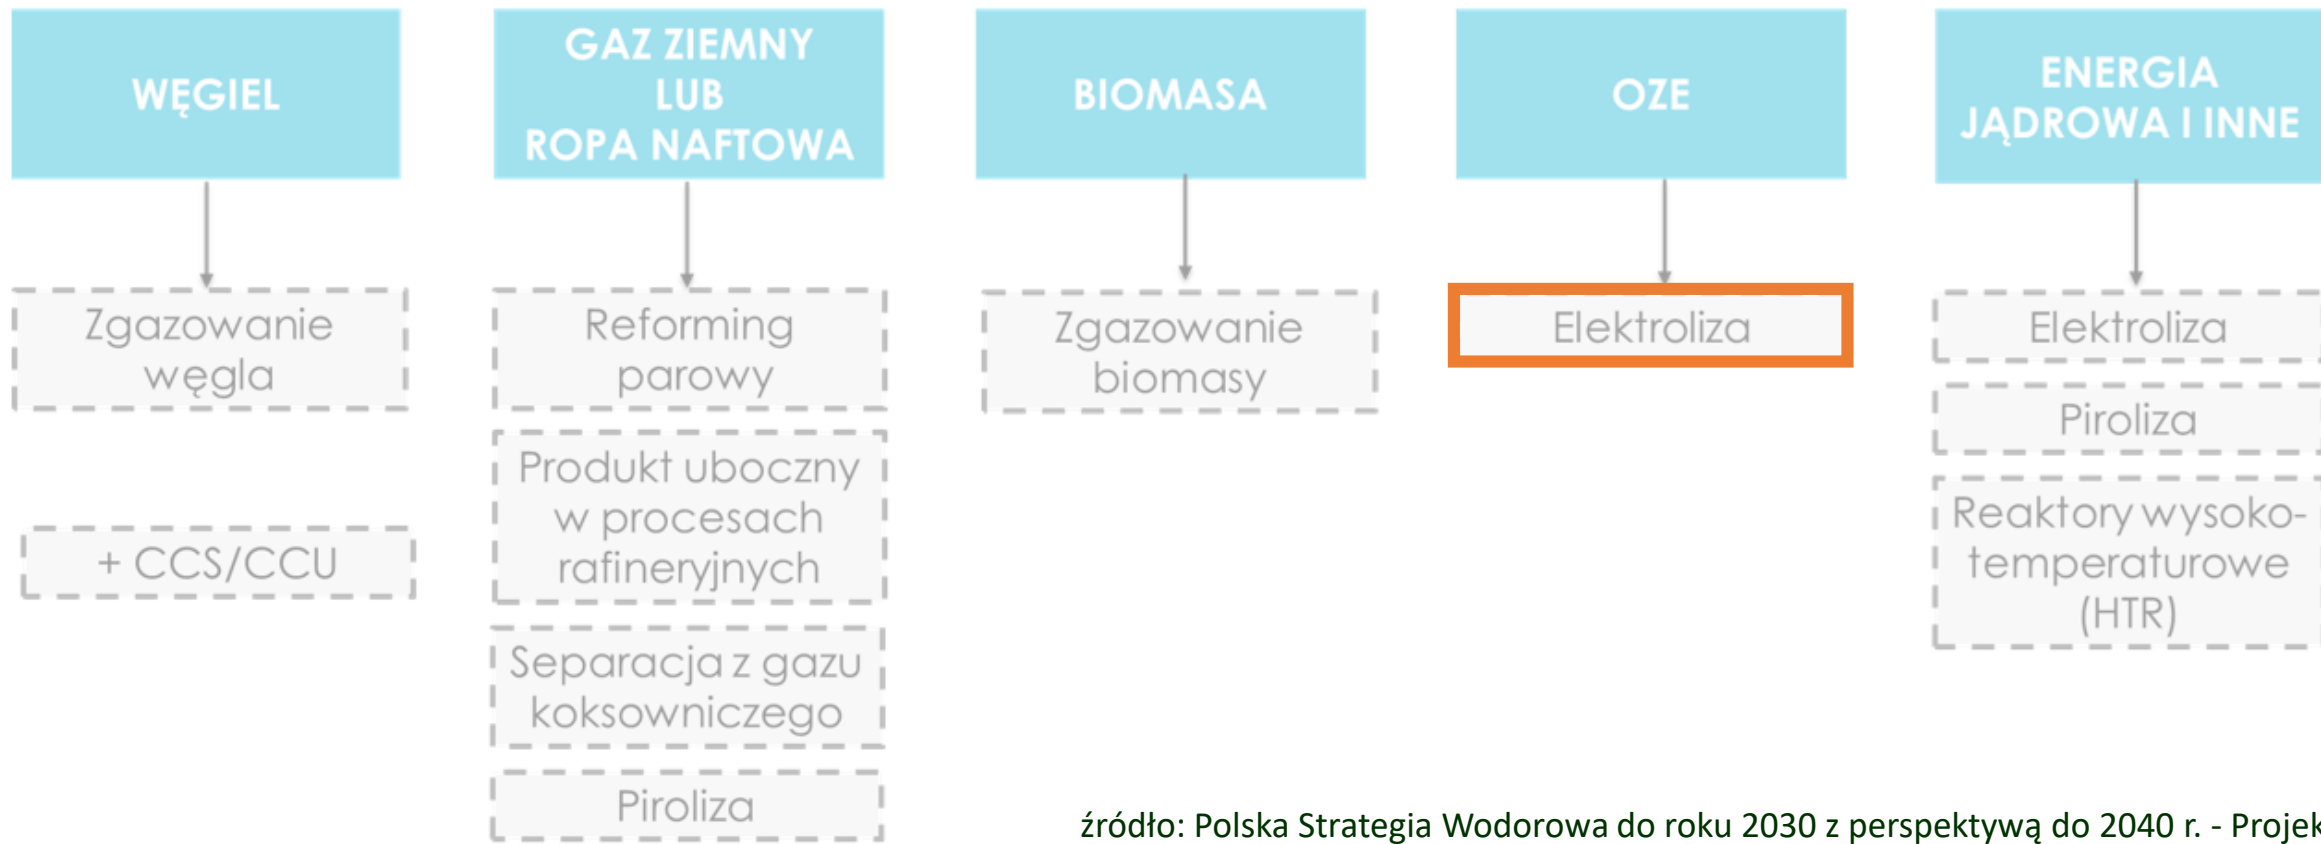 WĘGIEL
Zgazowanie
węgla
+ CCS/CCU
GAZ ZIEMNY
LUB
ROPA NAFTOWA
Reforming
parowy
Produkt uboczny
w procesach
rafineryjnych
Separacja z gazu
koksowniczego
Piroliza
BIOMASA
Zgazowanie
biomasy
OZE
Elektroliza
ENERGIA
JĄDROWA I INNE
Elektroliza
Piroliza
Reaktory wysoko-
temperaturowe
(HTR)
źródło: Polska Strategia Wodorowa do roku 2030 z perspektywą do 2040 r. - Projek